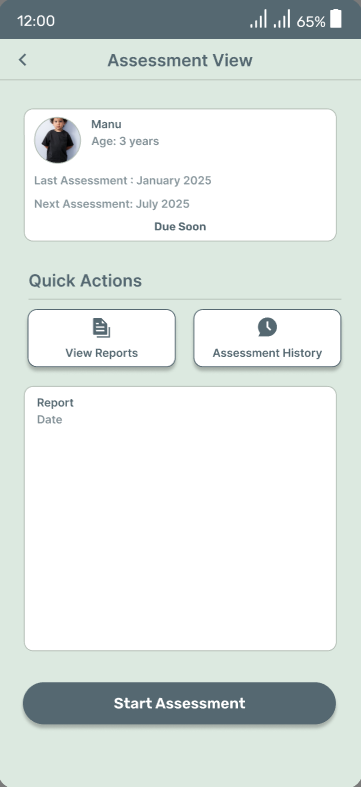 12:00 65%
Assessment View
Manu
Age: 3 years
Last Assessment : January 2025
Next Assessment: July 2025
Due Soon
Quick Actions
View Reports
Assessment History
Report
Date
Start Assessment